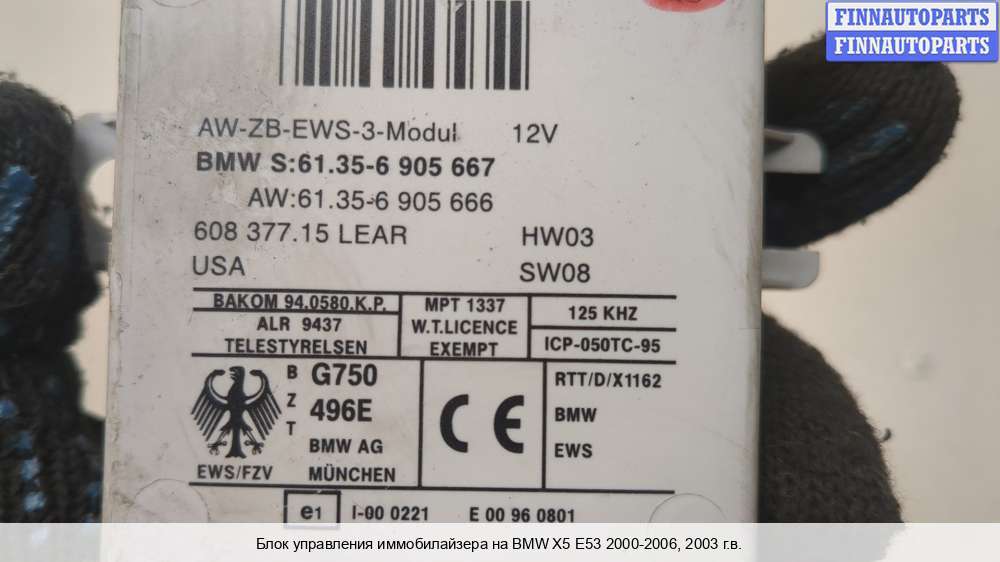 FINNAUTOPARTS
FINNAUTOPARTS
AW-ZB-EWS-3-Modul 12V
BMW S:61.35-6 905 667
AW:61.35-6 905 666
608 377.15 LEAR HW03
USA SW08
BAKOM 94.0580.K.P.
ALR 9437
TELESTYRELSEN
MPT 1337
W.T.LICENCE
EXEMPT
125 KHZ
ICP-050TC-95
BZT
G750
496E
BMW AG
MÜNCHEN
EWS/FZV
CE
RTT/D/X1162
BMW
EWS
e1 I-00 0221 E 00 96 0801
Блок управления иммобилайзера на BMW X5 E53 2000-2006, 2003 г.в.